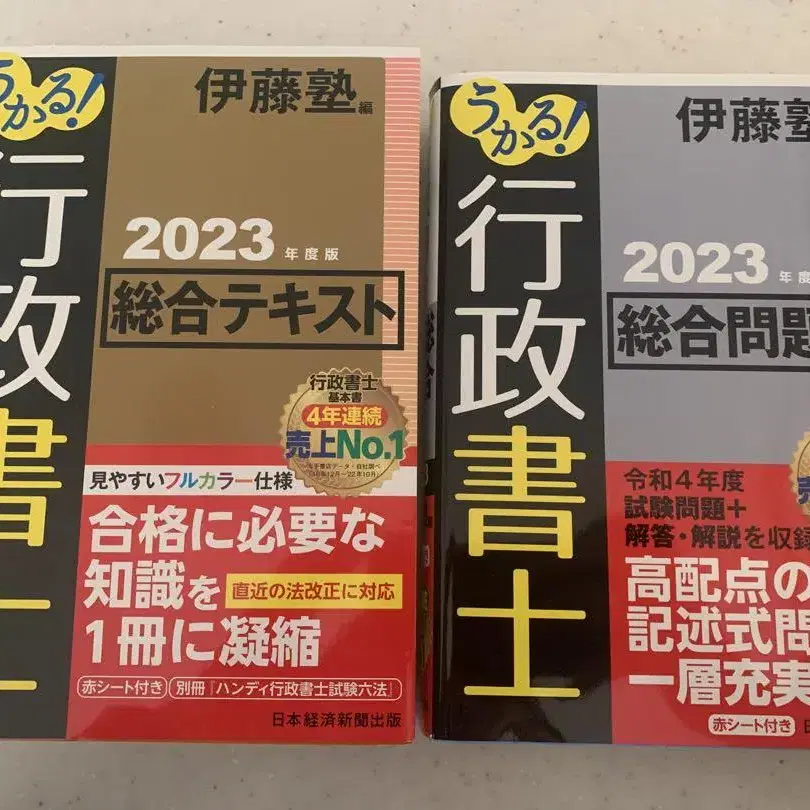 うかる!
伊藤塾編
行政書士
2023年度版
総合テキスト
行政書士
基本書
4年連続
売上No.1
見やすいフルカラー仕様
合格に必要な
知識を
直近の法改正に対応
1冊に凝縮
赤シート付き
別冊『ハンディ行政書士試験六法』
日本経済新聞出版
うかる!
伊藤塾
行政書士
2023年度
総合問題
令和4年度
試験問題+
解答・解説を収録
高配点の
記述式問
一層充実
赤シート付き